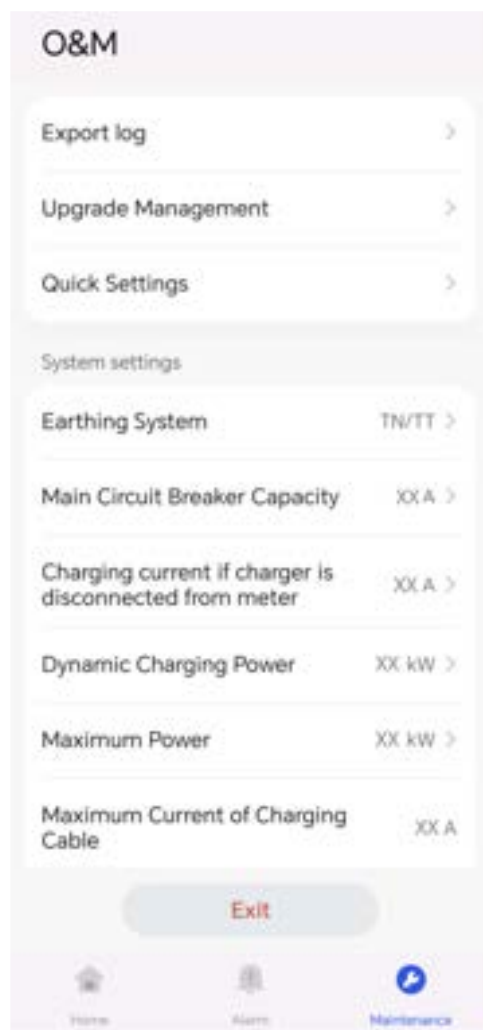 O&M
Export log
Upgrade Management
Quick Settings
System settings
Earthing System TN/TT
Main Circuit Breaker Capacity XX A
Charging current if charger is
disconnected from meter XX A
Dynamic Charging Power XX kW
Maximum Power XX kW
Maximum Current of Charging
Cable XX A
Exit
Home Alarm Maintenance